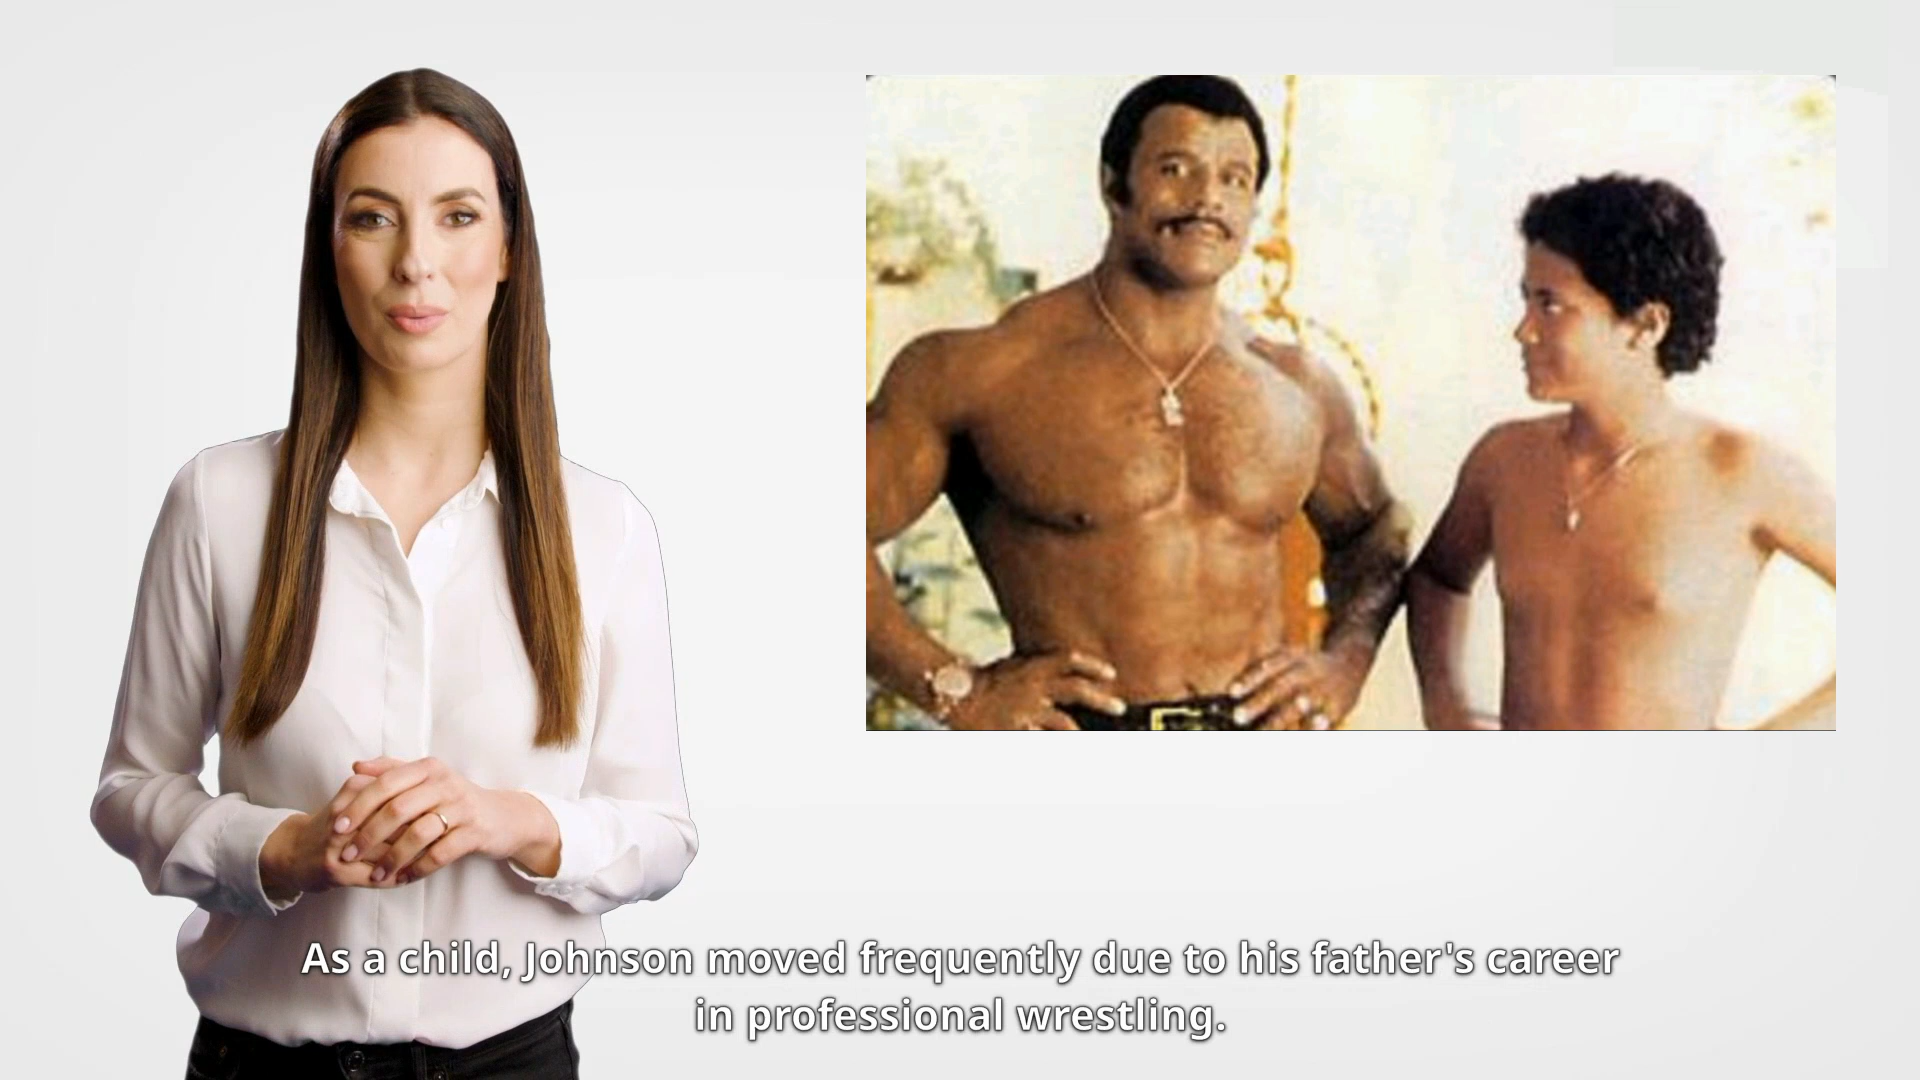 As a child, Johnson moved frequently due to his father's career
in professional wrestling.